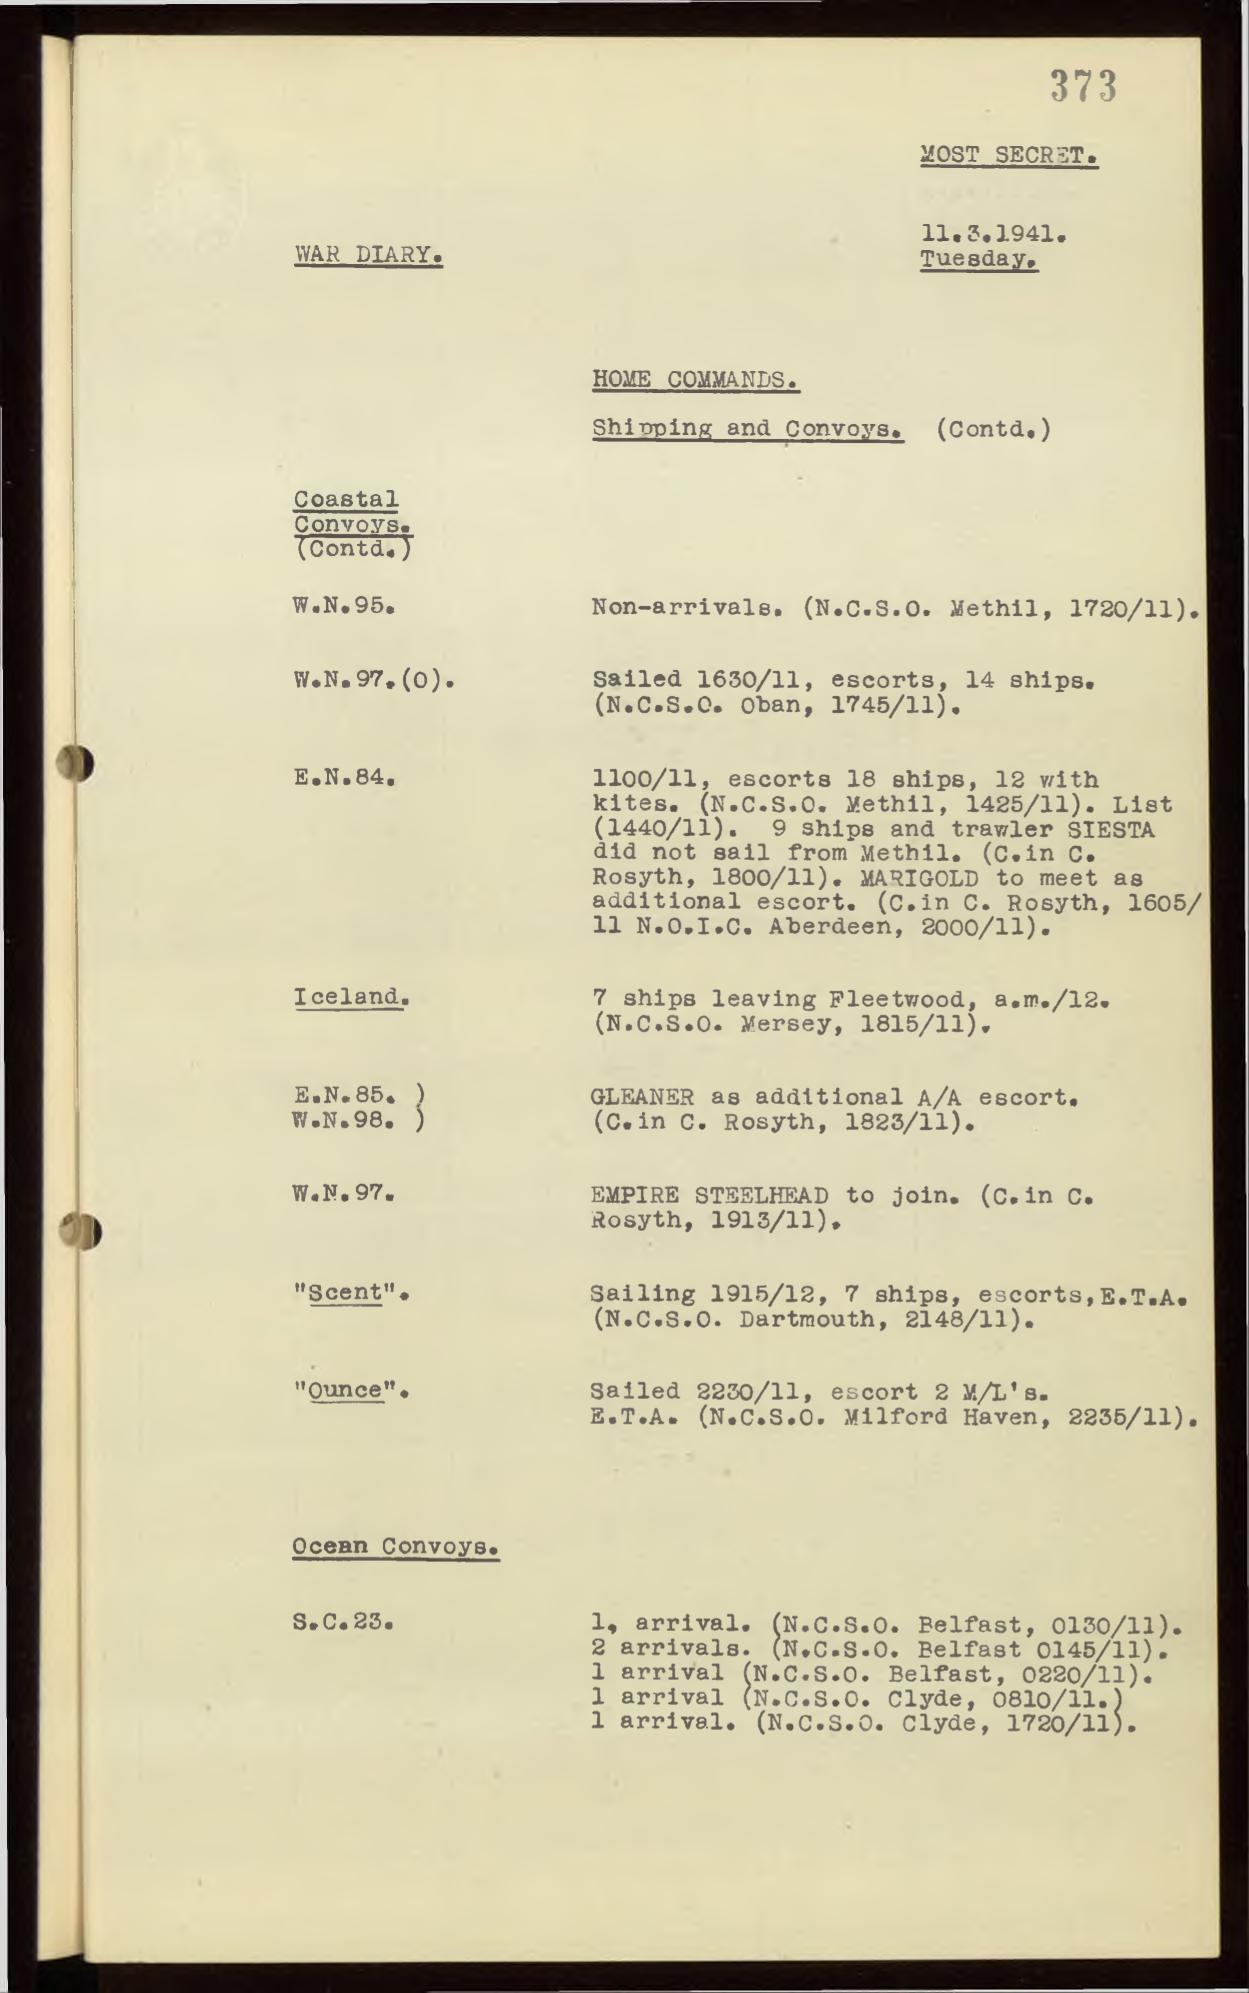 373
MOST SECRET.
11.3.1941.
WAR DIARY.
Tuesday.
HOME COMMANDS.
Shipping and Convoys. (Contd.)
Coastal
Convoys.
(Contd.)
W.N.95. Non-arrivals. (N.C.S.O. Methil, 1720/11).
W.N.97.(O). Sailed 1630/11, escorts, 14 ships.
(N.C.S.O. Oban, 1745/11).
E.N.84. 1100/11, escorts 18 ships, 12 with
kites. (N.C.S.O. Methil, 1425/11). List
(1440/11). 9 ships and trawler SIESTA
did not sail from Methil. (C.in C.
Rosyth, 1800/11). MARIGOLD to meet as
additional escort. (C.in C. Rosyth, 1605/
11 N.O.I.C. Aberdeen, 2000/11).
Iceland. 7 ships leaving Fleetwood, a.m./12.
(N.C.S.O. Mersey, 1815/11).
E.N.85. ) GLEANER as additional A/A escort.
W.N.98. ) (C.in C. Rosyth, 1823/11).
W.N.97. EMPIRE STEELHEAD to join. (C.in C.
Rosyth, 1913/11).
"Scent". Sailing 1915/12, 7 ships, escorts,E.T.A.
(N.C.S.O. Dartmouth, 2148/11).
"Ounce". Sailed 2230/11, escort 2 M/L's.
E.T.A. (N.C.S.O. Milford Haven, 2235/11).
Ocean Convoys.
S.C.23. 1, arrival. (N.C.S.O. Belfast, 0130/11).
2 arrivals. (N.C.S.O. Belfast 0145/11).
1 arrival (N.C.S.O. Belfast, 0220/11).
1 arrival (N.C.S.O. Clyde, 0810/11.)
1 arrival. (N.C.S.O. Clyde, 1720/11).